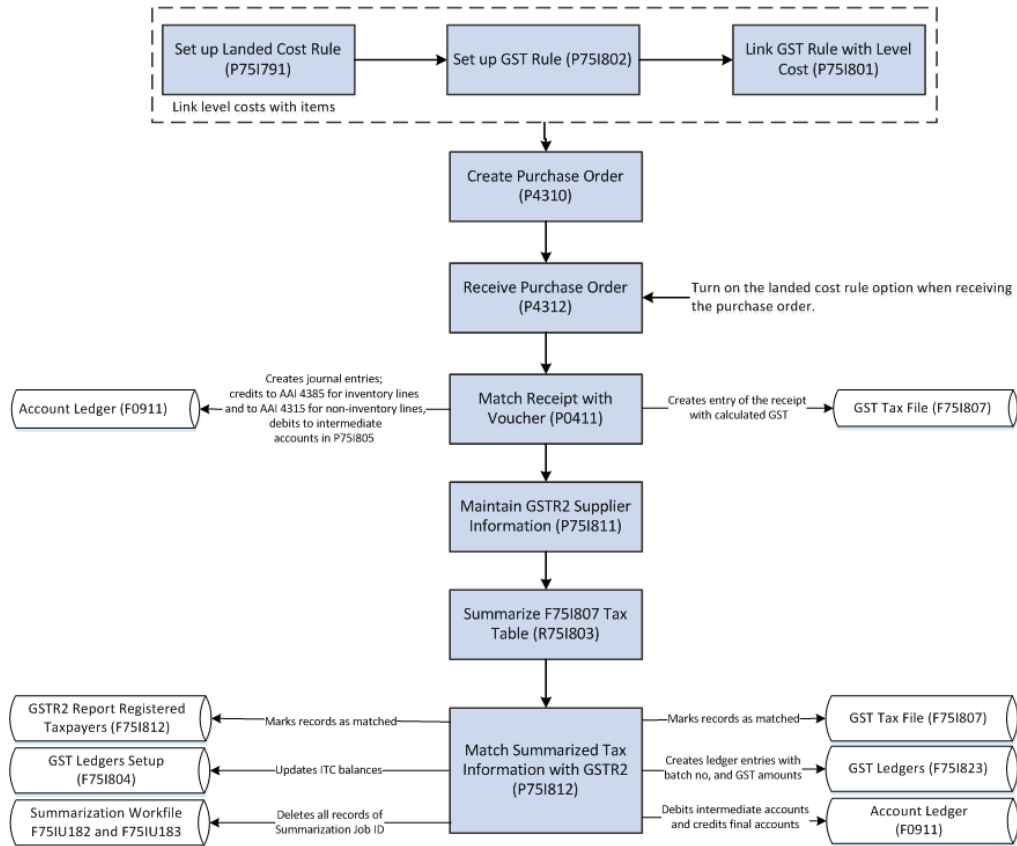 Set up Landed Cost Rule
(P75I791)
Set up GST Rule (P75I802)
Link GST Rule with Level
Cost (P75I801)
Link level costs with items
Create Purchase Order
(P4310)
Receive Purchase Order
(P4312)
Turn on the landed cost rule option when receiving
the purchase order.
Account Ledger (F0911)
Creates journal entries;
credits to AAI 4385 for inventory lines
and to AAI 4315 for non-inventory lines,
debits to intermediate
accounts in P75I805
Match Receipt with
Voucher (P0411)
Creates entry of the receipt
with calculated GST
GST Tax File (F75I807)
Maintain GSTR2 Supplier
Information (P75I811)
Summarize F75I807 Tax
Table (R75I803)
GSTR2 Report Registered
Taxpayers (F75I812)
Marks records as matched
GST Ledgers Setup
(F75I804)
Updates ITC balances
Summarization Workfile
F75IU182 and F75IU183
Deletes all records of
Summarization Job ID
Match Summarized Tax
Information with GSTR2
(P75I812)
Marks records as matched
GST Tax File (F75I807)
Creates ledger entries with
batch no, and GST amounts
GST Ledgers (F75I823)
Debits intermediate accounts
and credits final accounts
Account Ledger
(F0911)